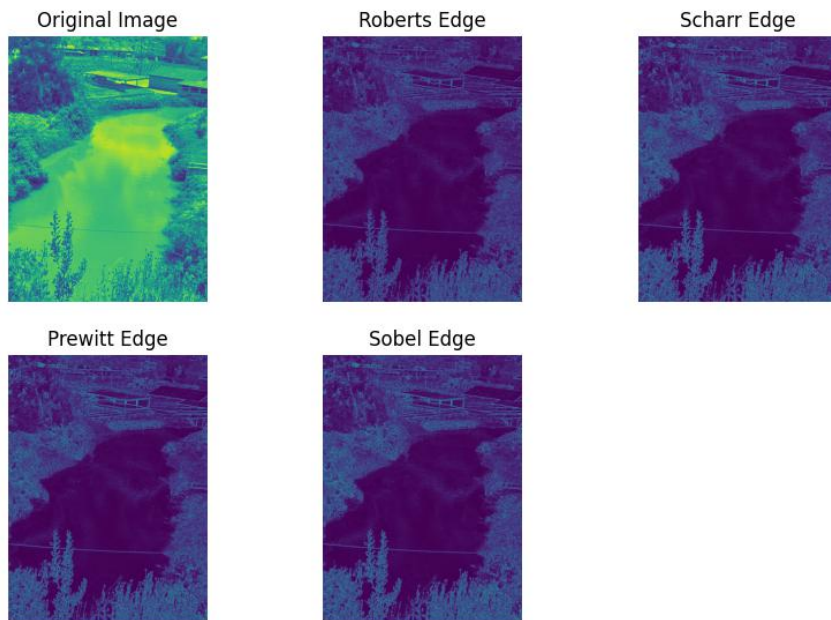 Original Image
Roberts Edge
Scharr Edge
Prewitt Edge
Sobel Edge